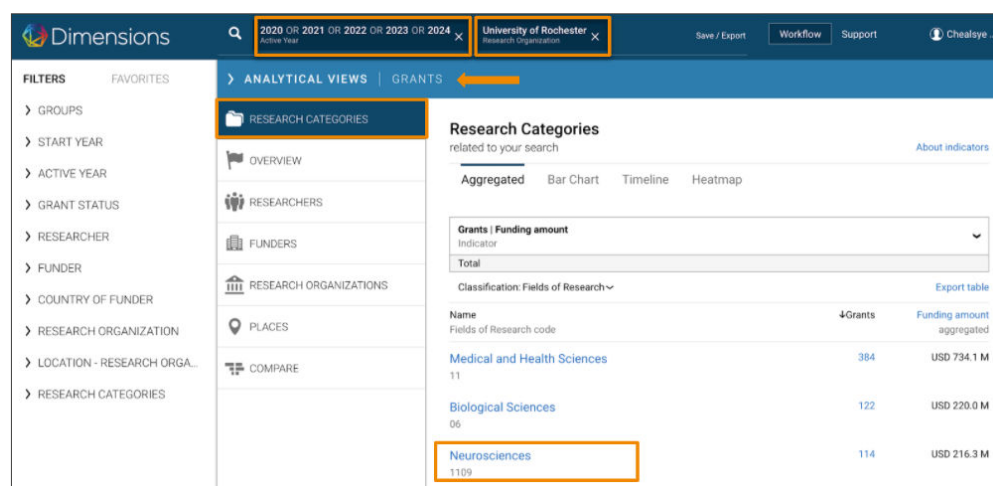 Dimensions
2020 OR 2021 OR 2022 OR 2023 OR 2024 ×
Active Year
University of Rochester ×
Research Organization
Save / Export
Workflow
Support
Chealsye ..
FILTERS
FAVORITES
> GROUPS
> START YEAR
> ACTIVE YEAR
> GRANT STATUS
> RESEARCHER
> FUNDER
> COUNTRY OF FUNDER
> RESEARCH ORGANIZATION
> LOCATION - RESEARCH ORGA...
> RESEARCH CATEGORIES
> ANALYTICAL VIEWS | GRANTS
RESEARCH CATEGORIES
OVERVIEW
RESEARCHERS
FUNDERS
RESEARCH ORGANIZATIONS
PLACES
COMPARE
Research Categories
related to your search
About indicators
Aggregated Bar Chart Timeline Heatmap
Grants | Funding amount
Indicator
Total
Classification: Fields of Research
Export table
Name ↓Grants Funding amount
Fields of Research code aggregated
Medical and Health Sciences 384 USD 734.1 M
11
Biological Sciences 122 USD 220.0 M
06
Neurosciences 114 USD 216.3 M
1109